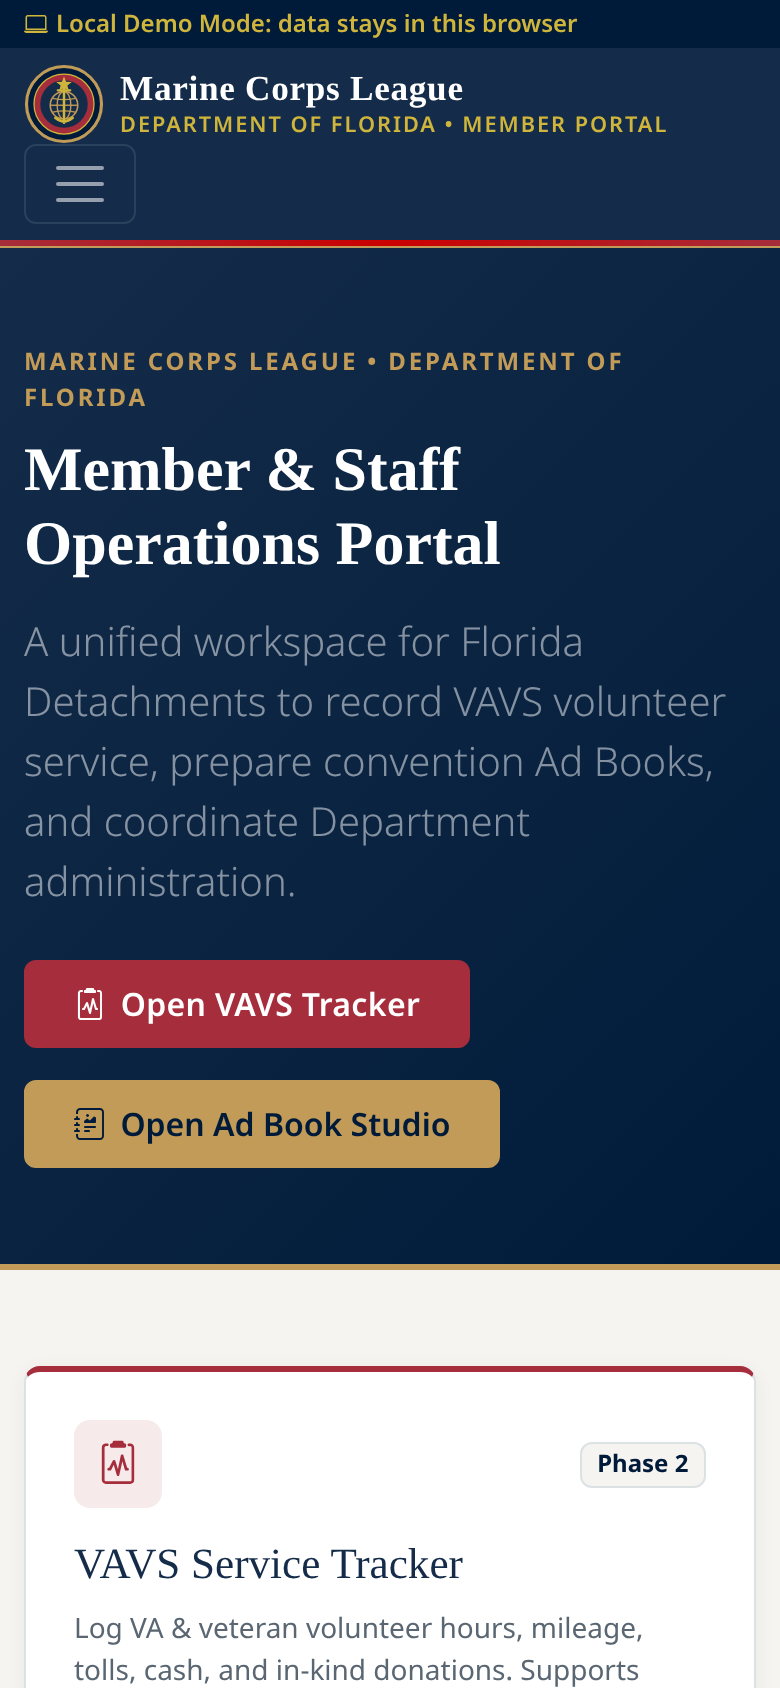 Local Demo Mode: data stays in this browser
Marine Corps League
DEPARTMENT OF FLORIDA • MEMBER PORTAL
MARINE CORPS LEAGUE • DEPARTMENT OF
FLORIDA
Member & Staff
Operations Portal
A unified workspace for Florida
Detachments to record VAVS volunteer
service, prepare convention Ad Books,
and coordinate Department
administration.
Open VAVS Tracker
Open Ad Book Studio
Phase 2
VAVS Service Tracker
Log VA & veteran volunteer hours, mileage,
tolls, cash, and in-kind donations. Supports